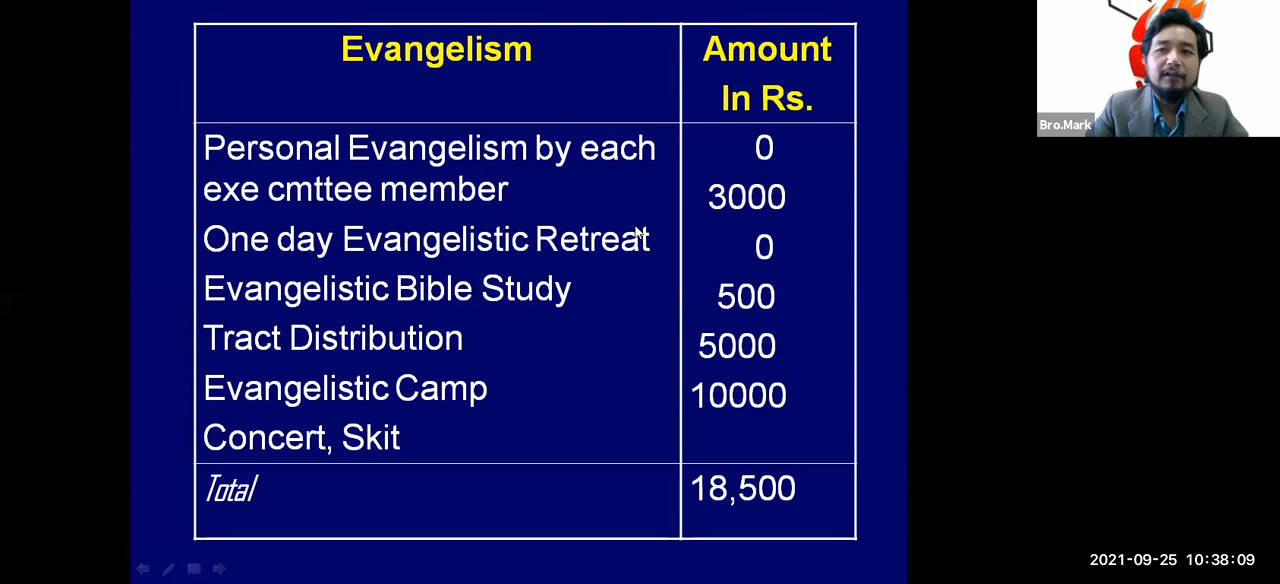 Evangelism
Amount
In Rs.
Personal Evangelism by each
exe cmttee member
One day Evangelistic Retreat
Evangelistic Bible Study
Tract Distribution
Evangelistic Camp
Concert, Skit
0
3000
0
500
5000
10000
Total
18,500
Bro.Mark
2021-09-25 10:38:09